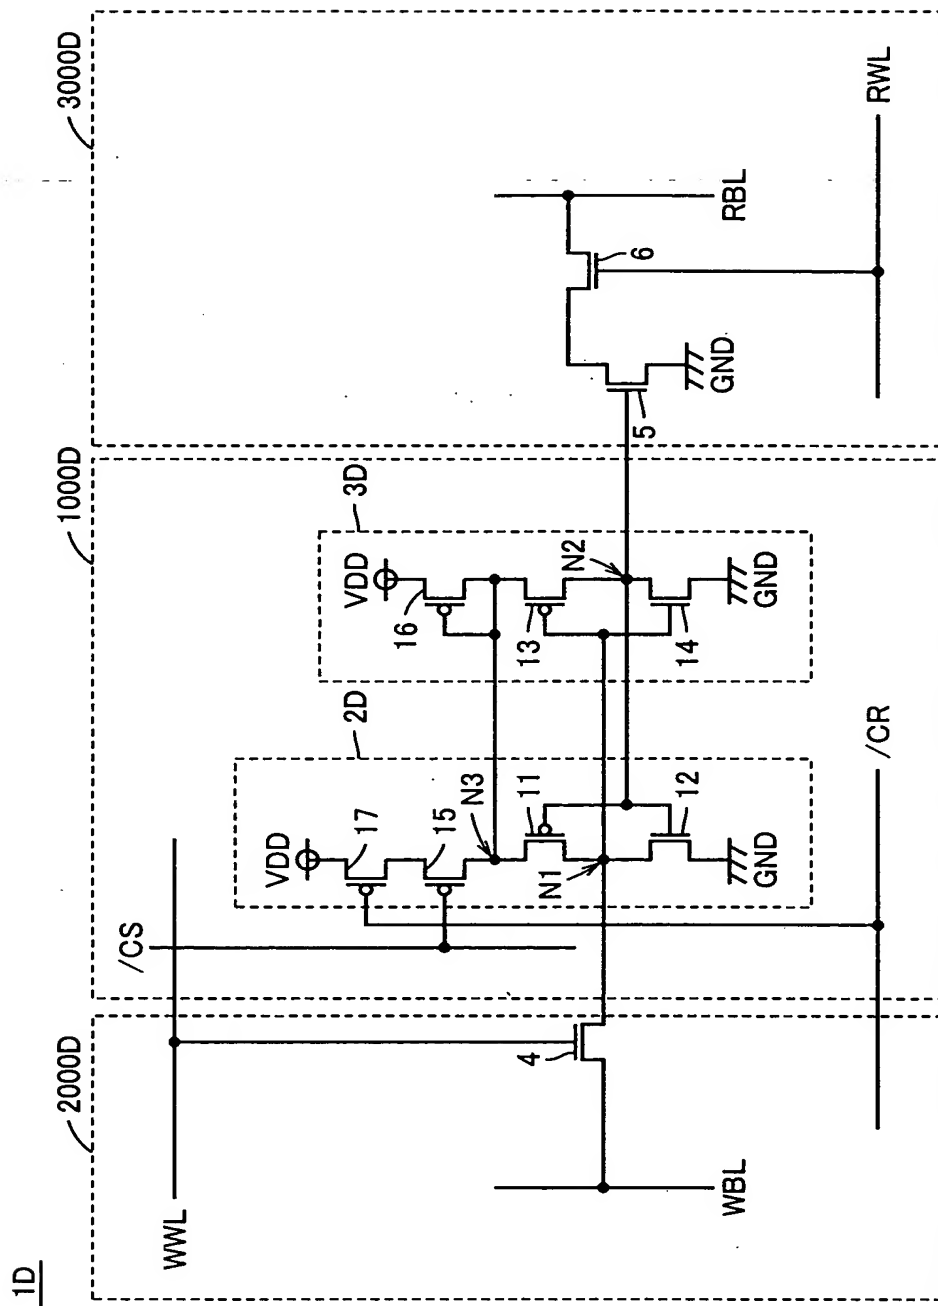 1D
2000D
1000D
3000D
WWL
/CS
2D
3D
VDD
VDD
17
16
15
N3
11
13
N2
N1
4
12
14
5
6
GND
GND
GND
WBL
RBL
/CR
RWL